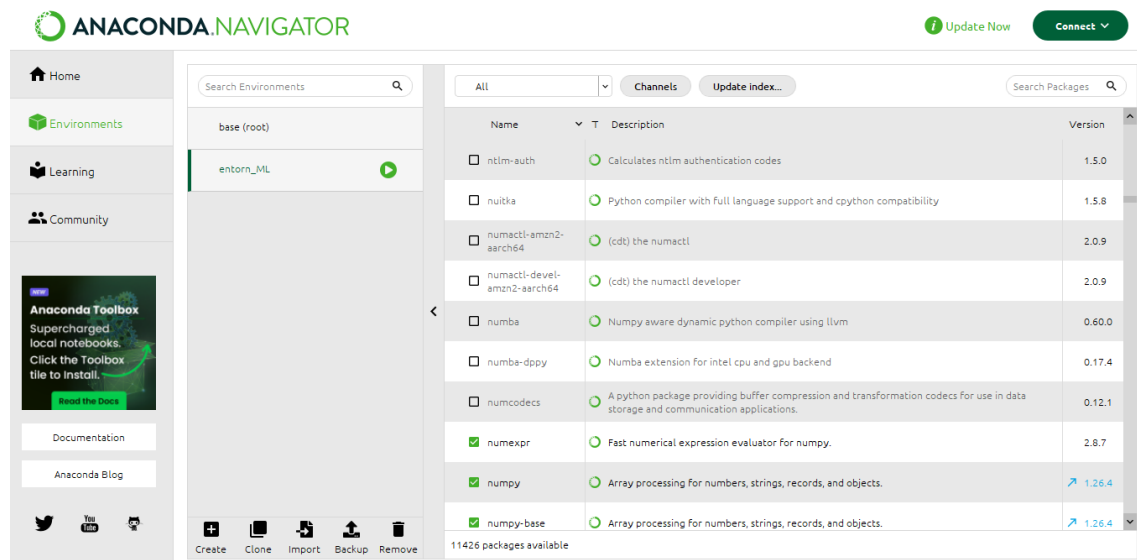 ANACONDA.NAVIGATOR
i Update Now
Connect
Home
Environments
Learning
Community
NEW
Anaconda Toolbox
Supercharged
local notebooks.
Click the Toolbox
tile to Install.
Read the Docs
Documentation
Anaconda Blog
You
Tube
Search Environments
base (root)
entorn_ML
Create Clone Import Backup Remove
All Channels Update index... Search Packages
Name T Description Version
ntlm-auth Calculates ntlm authentication codes 1.5.0
nuitka Python compiler with full language support and cpython compatibility 1.5.8
numactl-amzn2-
aarch64 (cdt) the numactl 2.0.9
numactl-devel-
amzn2-aarch64 (cdt) the numactl developer 2.0.9
numba Numpy aware dynamic python compiler using llvm 0.60.0
numba-dppy Numba extension for intel cpu and gpu backend 0.17.4
numcodecs A python package providing buffer compression and transformation codecs for use in data
storage and communication applications. 0.12.1
numexpr Fast numerical expression evaluator for numpy. 2.8.7
numpy Array processing for numbers, strings, records, and objects. 1.26.4
numpy-base Array processing for numbers, strings, records, and objects. 1.26.4
11426 packages available